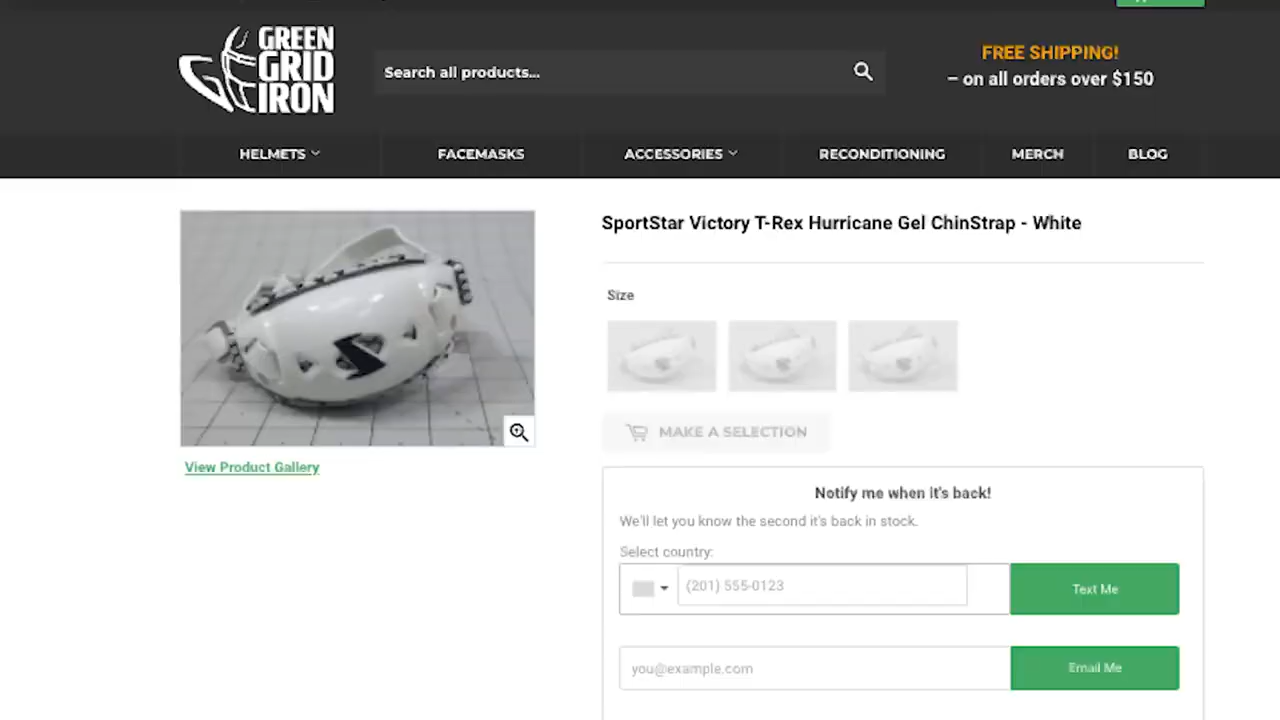 GREEN
GRID
IRON
Search all products...
FREE SHIPPING!
– on all orders over $150
HELMETS
FACEMASKS
ACCESSORIES
RECONDITIONING
MERCH
BLOG
SportStar Victory T-Rex Hurricane Gel ChinStrap - White
Size
MAKE A SELECTION
View Product Gallery
Notify me when it's back!
We'll let you know the second it's back in stock.
Select country:
(201) 555-0123
Text Me
you@example.com
Email Me